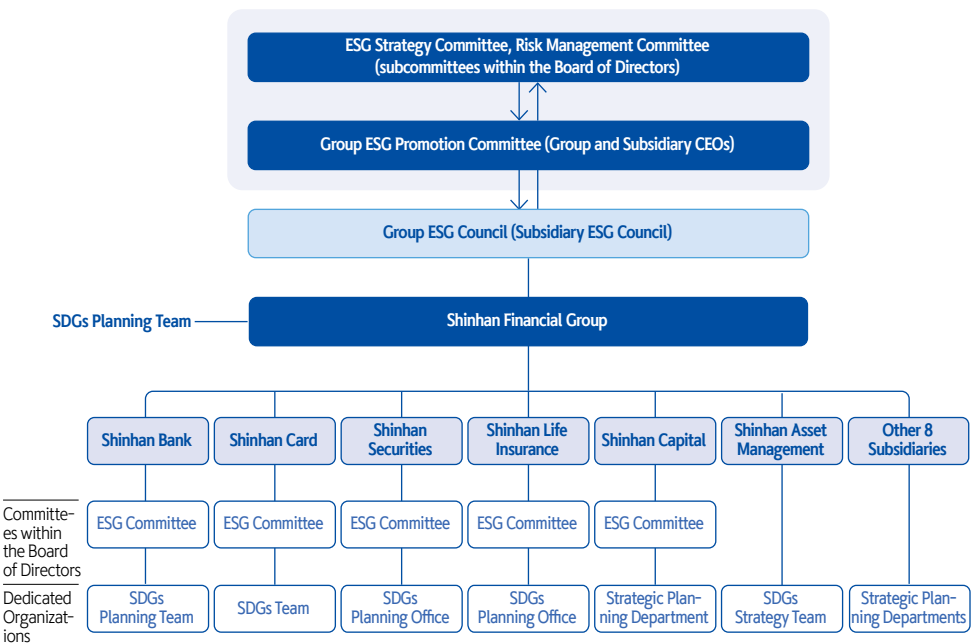 ESG Strategy Committee, Risk Management Committee
(subcommittees within the Board of Directors)
Group ESG Promotion Committee (Group and Subsidiary CEOs)
Group ESG Council (Subsidiary ESG Council)
SDGs Planning Team
Shinhan Financial Group
Shinhan Bank
Shinhan Card
Shinhan
Securities
Shinhan Life
Insurance
Shinhan Capital
Shinhan Asset
Management
Other 8
Subsidiaries
Committe-
es within
the Board
of Directors
ESG Committee
ESG Committee
ESG Committee
ESG Committee
ESG Committee
Dedicated
Organizat-
ions
SDGs
Planning Team
SDGs Team
SDGs
Planning Office
SDGs
Planning Office
Strategic Plan-
ning Department
SDGs
Strategy Team
Strategic Plan-
ning Departments